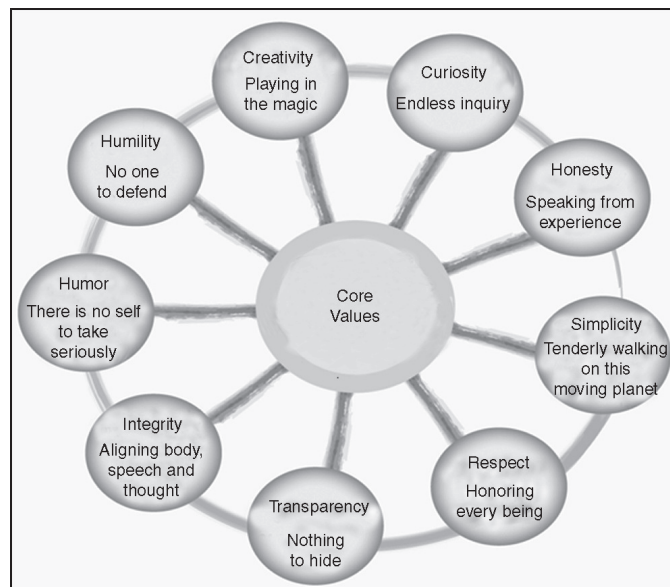 Creativity
Playing in
the magic
Curiosity
Endless inquiry
Honesty
Speaking from
experience
Simplicity
Tenderly walking
on this
moving planet
Respect
Honoring
every being
Transparency
Nothing
to hide
Integrity
Aligning body,
speech and
thought
Humor
There is no self
to take
seriously
Humility
No one
to defend
Core
Values